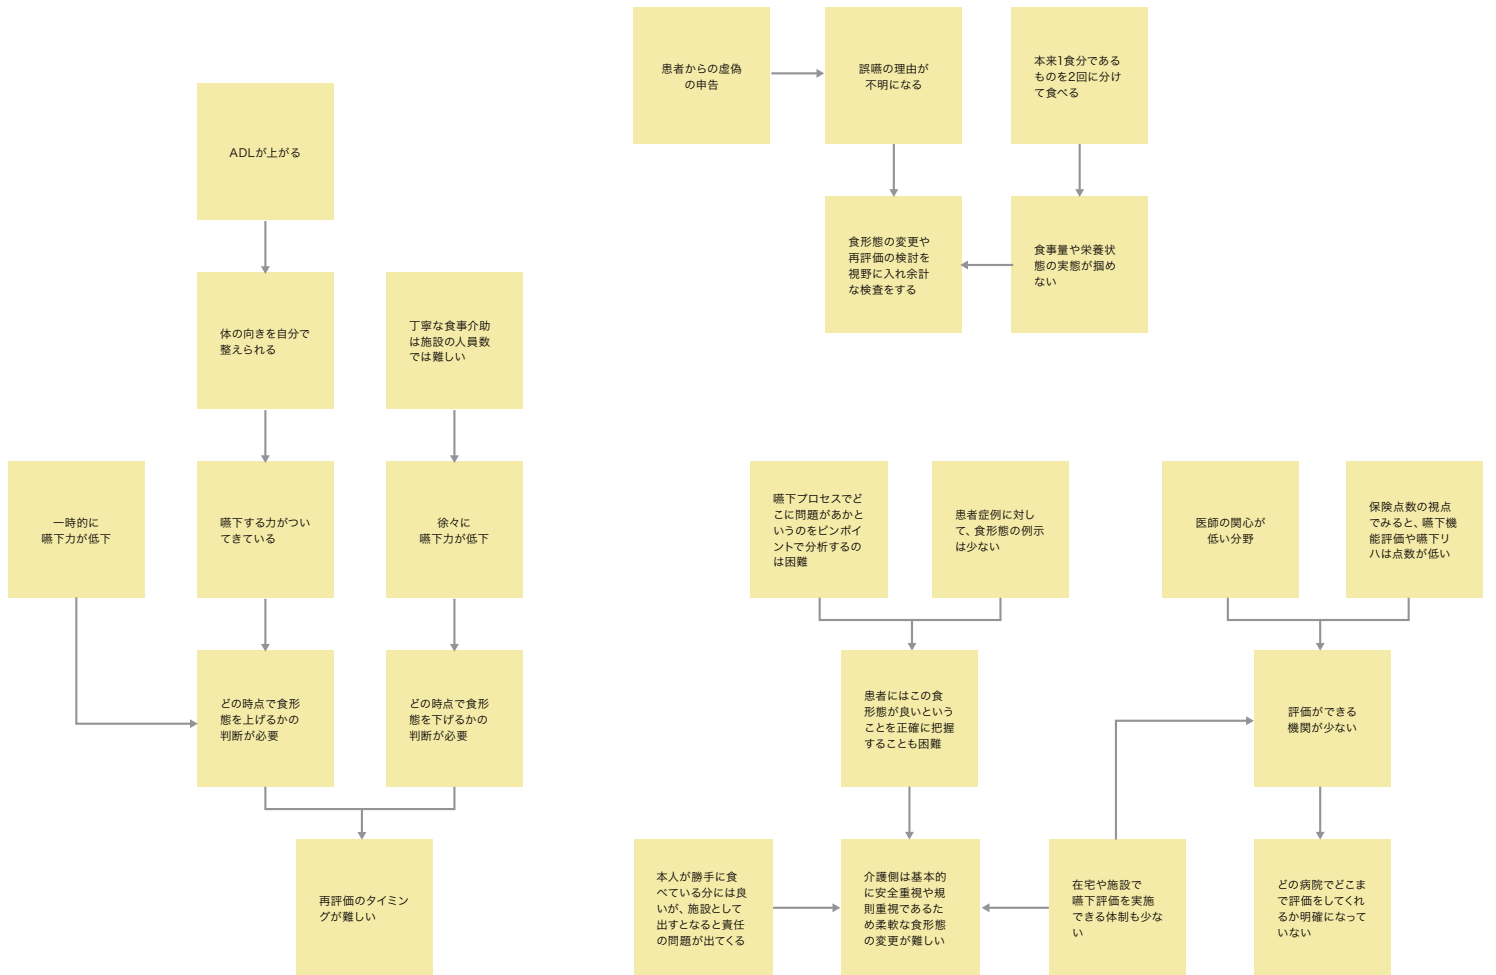 患者からの虚偽
の申告
誤嚥の理由が
不明になる
本来1食分である
ものを2回に分け
て食べる
ADLが上がる
食形態の変更や
再評価の検討を
視野に入れ余計
な検査をする
食事量や栄養状
態の実態が掴め
ない
体の向きを自分で
整えられる
丁寧な食事介助
は施設の人員数
では難しい
一時的に
嚥下力が低下
嚥下する力がつい
てきている
徐々に
嚥下力が低下
嚥下プロセスでど
こに問題があかと
いうのをピンポイ
ントで分析するの
は困難
患者症例に対し
て、食形態の例示
は少ない
医師の関心が
低い分野
保険点数の視点
でみると、嚥下機
能評価や嚥下リ
ハは点数が低い
どの時点で食形
態を上げるかの
判断が必要
どの時点で食形
態を下げるかの
判断が必要
患者にはこの食
形態が良いという
ことを正確に把握
することも困難
評価ができる
機関が少ない
再評価のタイミン
グが難しい
本人が勝手に食
べている分には良
いが、施設として
出すとなると責任
の問題が出てくる
介護側は基本的
に安全重視や規
則重視であるた
め柔軟な食形態
の変更が難しい
在宅や施設で
嚥下評価を実施
できる体制も少な
い
どの病院でどこま
で評価をしてくれ
るか明確になって
いない